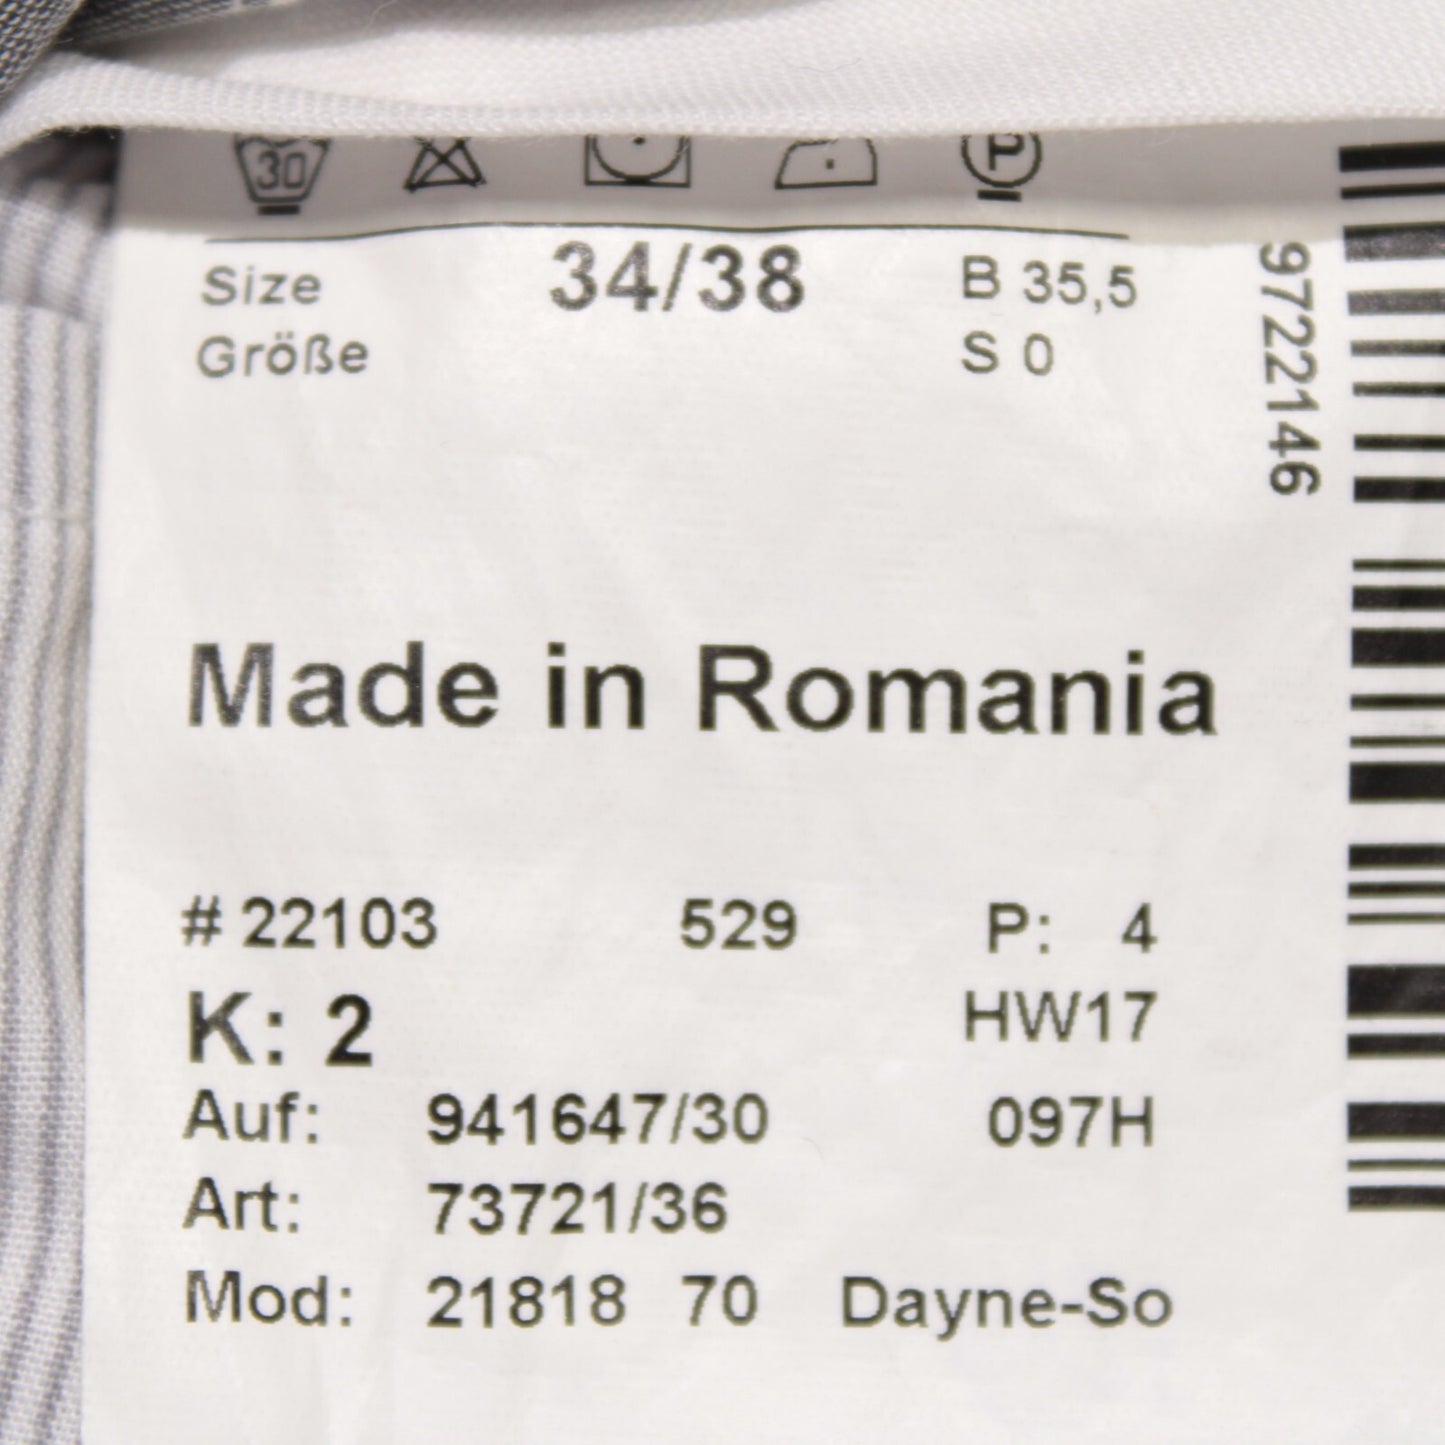 30 P
Size 34/38 B 35,5
Größe S 0
Made in Romania
# 22103 529 P: 4
K: 2 HW17
Auf: 941647/30 097H
Art: 73721/36
Mod: 21818 70 Dayne-So
9722146